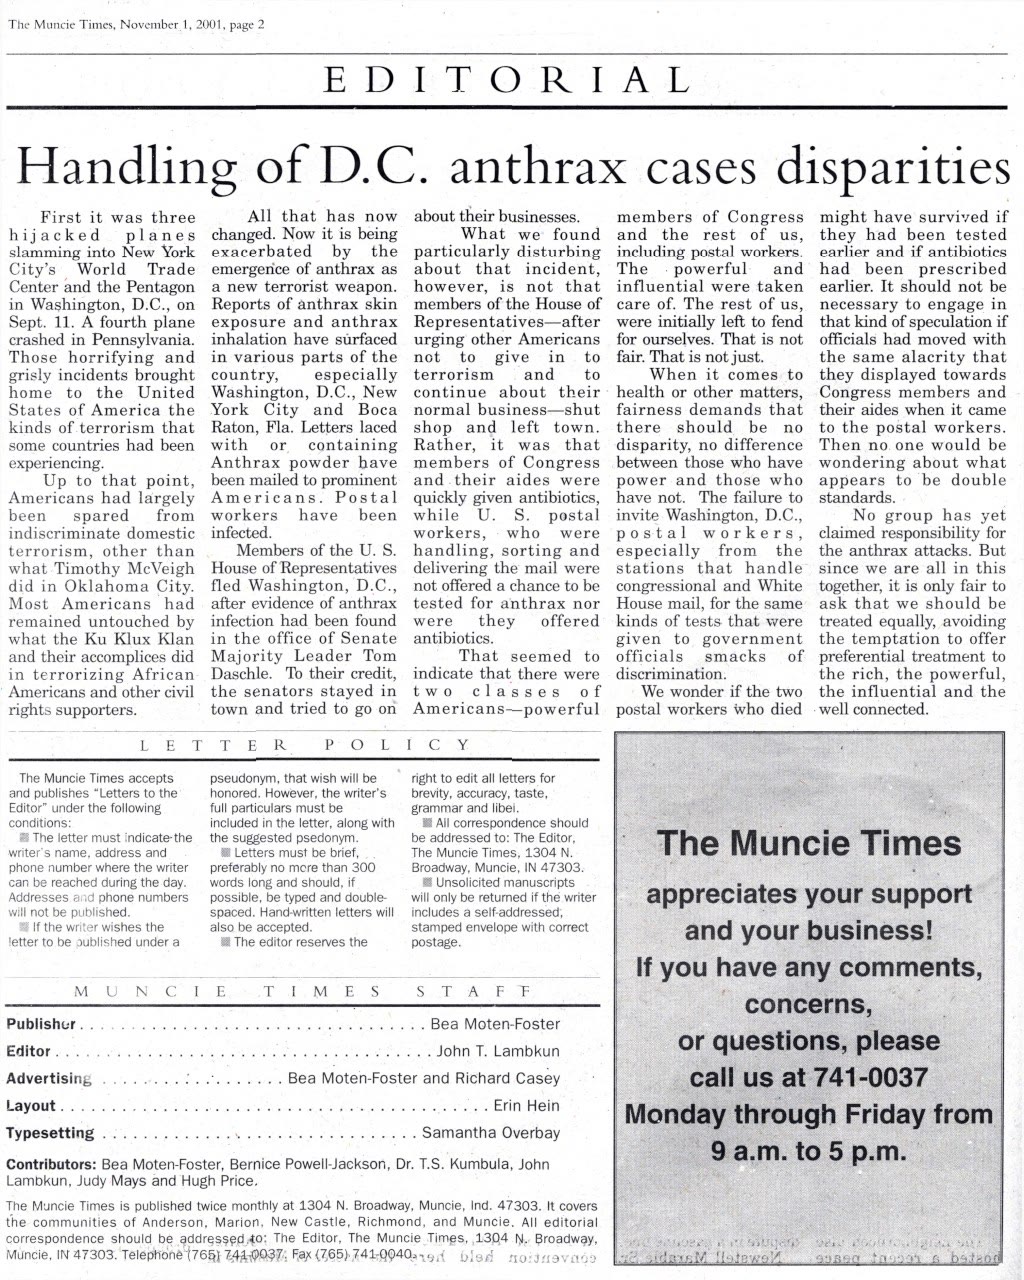 The Muncie Times, November 1, 2001, page 2
EDITORIAL
Handling of D.C. anthrax cases disparities
First it was three
hijacked planes
slamming into New York
City's World Trade
Center and the Pentagon
in Washington, D.C., on
Sept. 11. A fourth plane
crashed in Pennsylvania.
Those horrifying and
grisly incidents brought
home to the United
States of America the
kinds of terrorism that
some countries had been
experiencing.
Up to that point,
Americans had largely
been spared from
indiscriminate domestic
terrorism, other than
what Timothy McVeigh
did in Oklahoma City.
Most Americans had
remained untouched by
what the Ku Klux Klan
and their accomplices did
in terrorizing African
Americans and other civil
rights supporters.
All that has now
changed. Now it is being
exacerbated by the
emergence of anthrax as
a new terrorist weapon.
Reports of anthrax skin
exposure and anthrax
inhalation have surfaced
in various parts of the
country, especially
Washington, D.C., New
York City and Boca
Raton, Fla. Letters laced
with or containing
Anthrax powder have
been mailed to prominent
Americans. Postal
workers have been
infected.
Members of the U. S.
House of Representatives
fled Washington, D.C.,
after evidence of anthrax
infection had been found
in the office of Senate
Majority Leader Tom
Daschle. To their credit,
the senators stayed in
town and tried to go on
about their businesses.
What we found
particularly disturbing
about that incident,
however, is not that
members of the House of
Representatives—after
urging other Americans
not to give in to
terrorism and to
continue about their
normal business—shut
shop and left town.
Rather, it was that
members of Congress
and their aides were
quickly given antibiotics,
while U. S. postal
workers, who were
handling, sorting and
delivering the mail were
not offered a chance to be
tested for anthrax nor
were they offered
antibiotics.
That seemed to
indicate that there were
two classes of
Americans—powerful
members of Congress
and the rest of us,
including postal workers.
The powerful and
influential were taken
care of. The rest of us,
were initially left to fend
for ourselves. That is not
fair. That is not just.
When it comes to
health or other matters,
fairness demands that
there should be no
disparity, no difference
between those who have
power and those who
have not. The failure to
invite Washington, D.C.,
postal workers,
especially from the
stations that handle
congressional and White
House mail, for the same
kinds of tests that were
given to government
officials smacks of
discrimination.
We wonder if the two
postal workers who died
might have survived if
they had been tested
earlier and if antibiotics
had been prescribed
earlier. It should not be
necessary to engage in
that kind of speculation if
officials had moved with
the same alacrity that
they displayed towards
Congress members and
their aides when it came
to the postal workers.
Then no one would be
wondering about what
appears to be double
standards.
No group has yet
claimed responsibility for
the anthrax attacks. But
since we are all in this
together, it is only fair to
ask that we should be
treated equally, avoiding
the temptation to offer
preferential treatment to
the rich, the powerful,
the influential and the
well connected.
LETTER POLICY
The Muncie Times accepts
and publishes "Letters to the
Editor" under the following
conditions:
■ The letter must indicate the
writer's name, address and
phone number where the writer
can be reached during the day.
Addresses and phone numbers
will not be published.
■ If the writer wishes the
letter to be published under a
pseudonym, that wish will be
honored. However, the writer's
full particulars must be
included in the letter, along with
the suggested psedonym.
■ Letters must be brief,
preferably no more than 300
words long and should, if
possible, be typed and double-
spaced. Hand-written letters will
also be accepted.
■ The editor reserves the
right to edit all letters for
brevity, accuracy, taste,
grammar and libel.
■ All correspondence should
be addressed to: The Editor,
The Muncie Times, 1304 N.
Broadway, Muncie, IN 47303.
■ Unsolicited manuscripts
will only be returned if the writer
includes a self-addressed,
stamped envelope with correct
postage.
MUNCIE TIMES STAFF
Publisher . . . . . Bea Moten-Foster
Editor . . . . . John T. Lambkun
Advertising . . . . . Bea Moten-Foster and Richard Casey
Layout . . . . . Erin Hein
Typesetting . . . . . Samantha Overbay
Contributors: Bea Moten-Foster, Bernice Powell-Jackson, Dr. T.S. Kumbula, John
Lambkun, Judy Mays and Hugh Price.
The Muncie Times is published twice monthly at 1304 N. Broadway, Muncie, Ind. 47303. It covers
the communities of Anderson, Marion, New Castle, Richmond, and Muncie. All editorial
correspondence should be addressed to: The Editor, The Muncie Times, 1304 N. Broadway,
Muncie, IN 47303. Telephone (765) 741-0037. Fax (765) 741-0040.
The Muncie Times
appreciates your support
and your business!
If you have any comments,
concerns,
or questions, please
call us at 741-0037
Monday through Friday from
9 a.m. to 5 p.m.